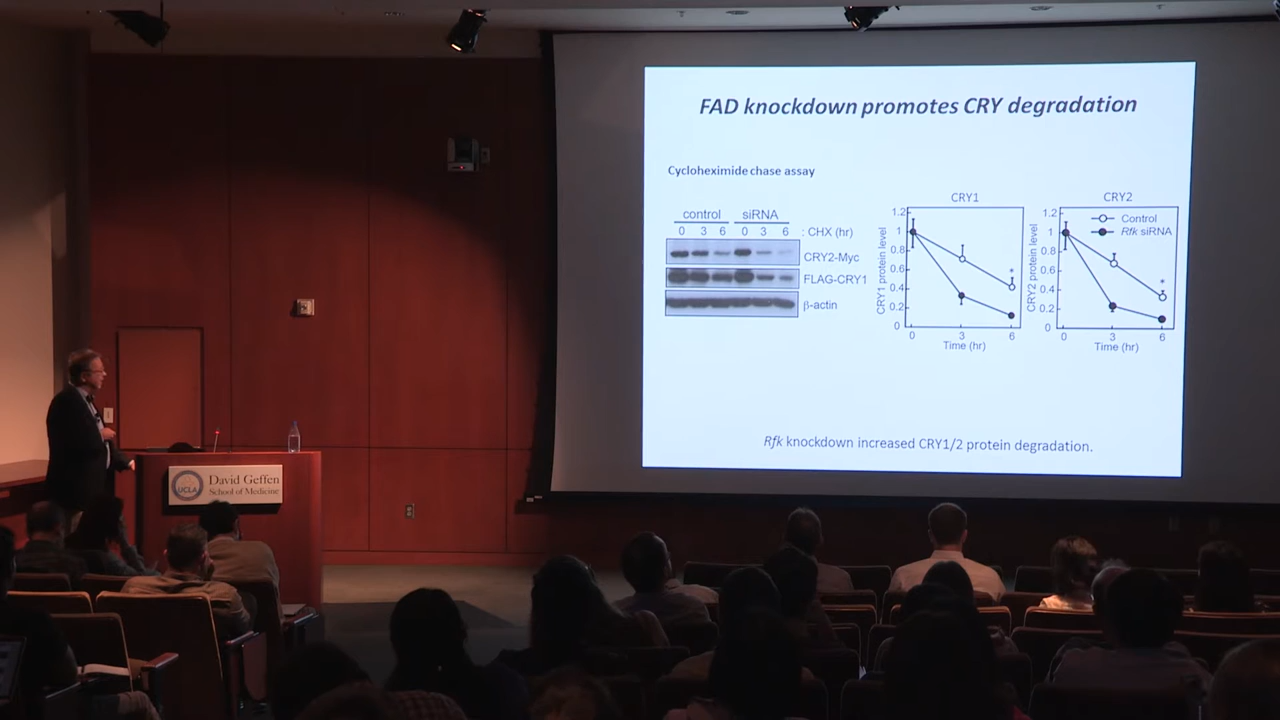 FAD knockdown promotes CRY degradation
Cycloheximide chase assay
control siRNA
0 3 6 0 3 6 : CHX (hr)
CRY2-Myc
FLAG-CRY1
β-actin
CRY1
1.2
1
0.8
0.6
0.4
0.2
0
CRY1 protein level
*
0 3 6
Time (hr)
CRY2
1.2
1
0.8
0.6
0.4
0.2
0
CRY2 protein level
Control
Rfk siRNA
*
0 3 6
Time (hr)
Rfk knockdown increased CRY1/2 protein degradation.
UCLA
David Geffen
School of Medicine